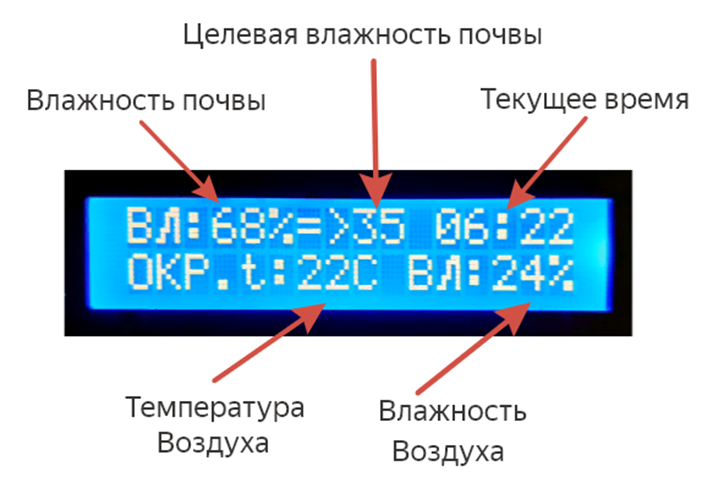 Целевая влажность почвы
Влажность почвы
Текущее время
ВЛ:68%=>35 06:22
ОКР.t:22C ВЛ:24%
Температура
Воздуха
Влажность
Воздуха